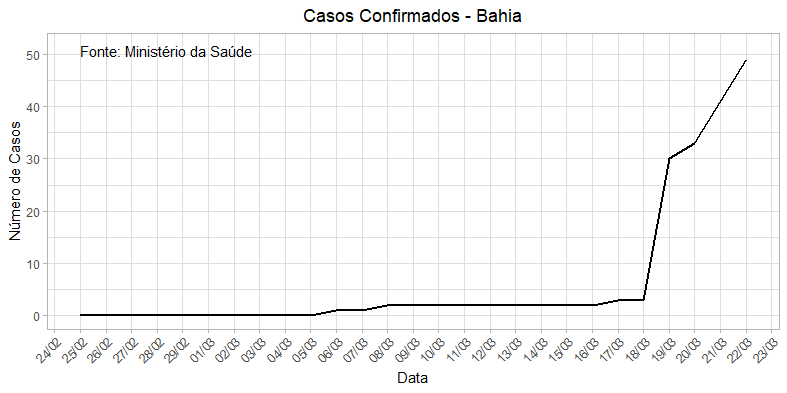 Casos Confirmados - Bahia
Fonte: Ministério da Saúde
Número de Casos
50
40
30
20
10
0
24/02 25/02 26/02 27/02 28/02 29/02 01/03 02/03 03/03 04/03 05/03 06/03 07/03 08/03 09/03 10/03 11/03 12/03 13/03 14/03 15/03 16/03 17/03 18/03 19/03 20/03 21/03 22/03 23/03
Data